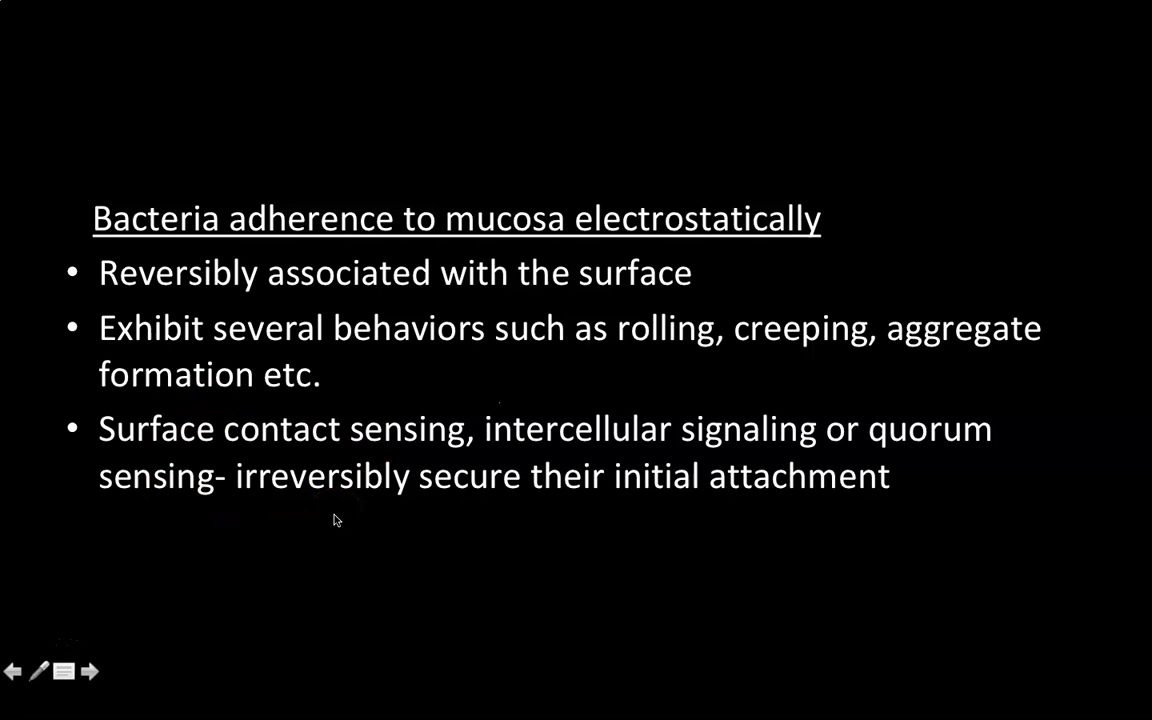 Bacteria adherence to mucosa electrostatically
• Reversibly associated with the surface
• Exhibit several behaviors such as rolling, creeping, aggregate
formation etc.
• Surface contact sensing, intercellular signaling or quorum
sensing- irreversibly secure their initial attachment